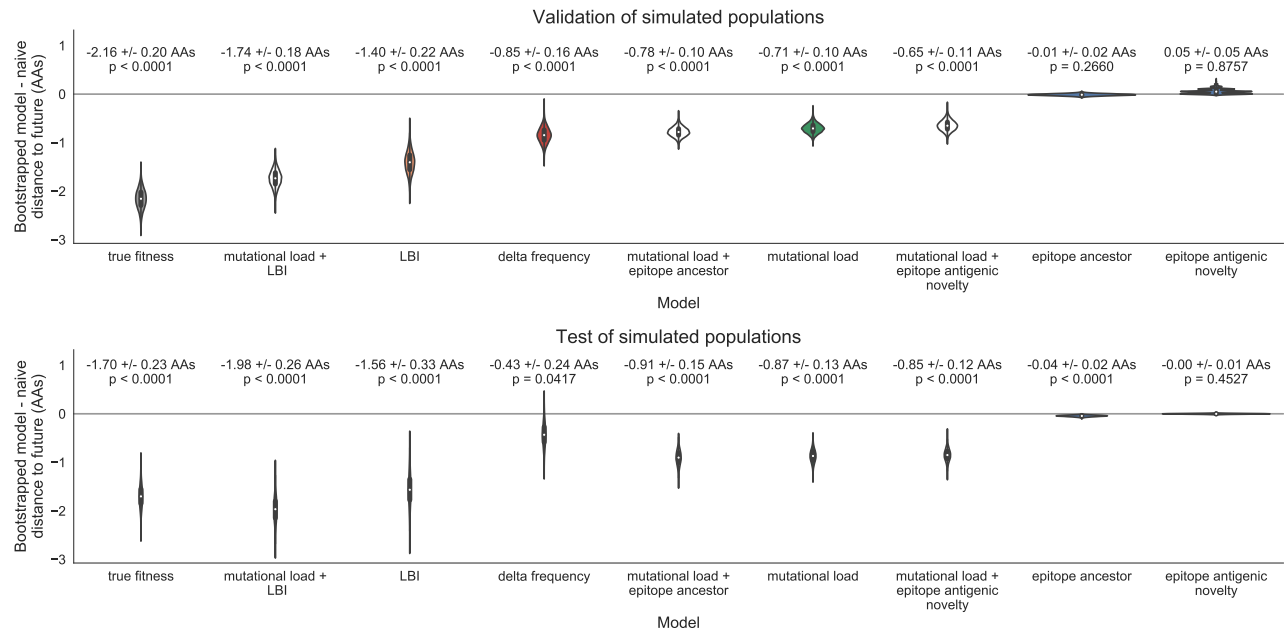 Validation of simulated populations
Bootstrapped model - naive
distance to future (AAs)
1
0
−1
−2
−3
-2.16 +/- 0.20 AAs
p < 0.0001
-1.74 +/- 0.18 AAs
p < 0.0001
-1.40 +/- 0.22 AAs
p < 0.0001
-0.85 +/- 0.16 AAs
p < 0.0001
-0.78 +/- 0.10 AAs
p < 0.0001
-0.71 +/- 0.10 AAs
p < 0.0001
-0.65 +/- 0.11 AAs
p < 0.0001
-0.01 +/- 0.02 AAs
p = 0.2660
0.05 +/- 0.05 AAs
p = 0.8757
true fitness
mutational load +
LBI
LBI
delta frequency
mutational load +
epitope ancestor
mutational load
mutational load +
epitope antigenic
novelty
epitope ancestor
epitope antigenic
novelty
Model
Test of simulated populations
Bootstrapped model - naive
distance to future (AAs)
1
0
−1
−2
−3
-1.70 +/- 0.23 AAs
p < 0.0001
-1.98 +/- 0.26 AAs
p < 0.0001
-1.56 +/- 0.33 AAs
p < 0.0001
-0.43 +/- 0.24 AAs
p = 0.0417
-0.91 +/- 0.15 AAs
p < 0.0001
-0.87 +/- 0.13 AAs
p < 0.0001
-0.85 +/- 0.12 AAs
p < 0.0001
-0.04 +/- 0.02 AAs
p < 0.0001
-0.00 +/- 0.01 AAs
p = 0.4527
true fitness
mutational load +
LBI
LBI
delta frequency
mutational load +
epitope ancestor
mutational load
mutational load +
epitope antigenic
novelty
epitope ancestor
epitope antigenic
novelty
Model